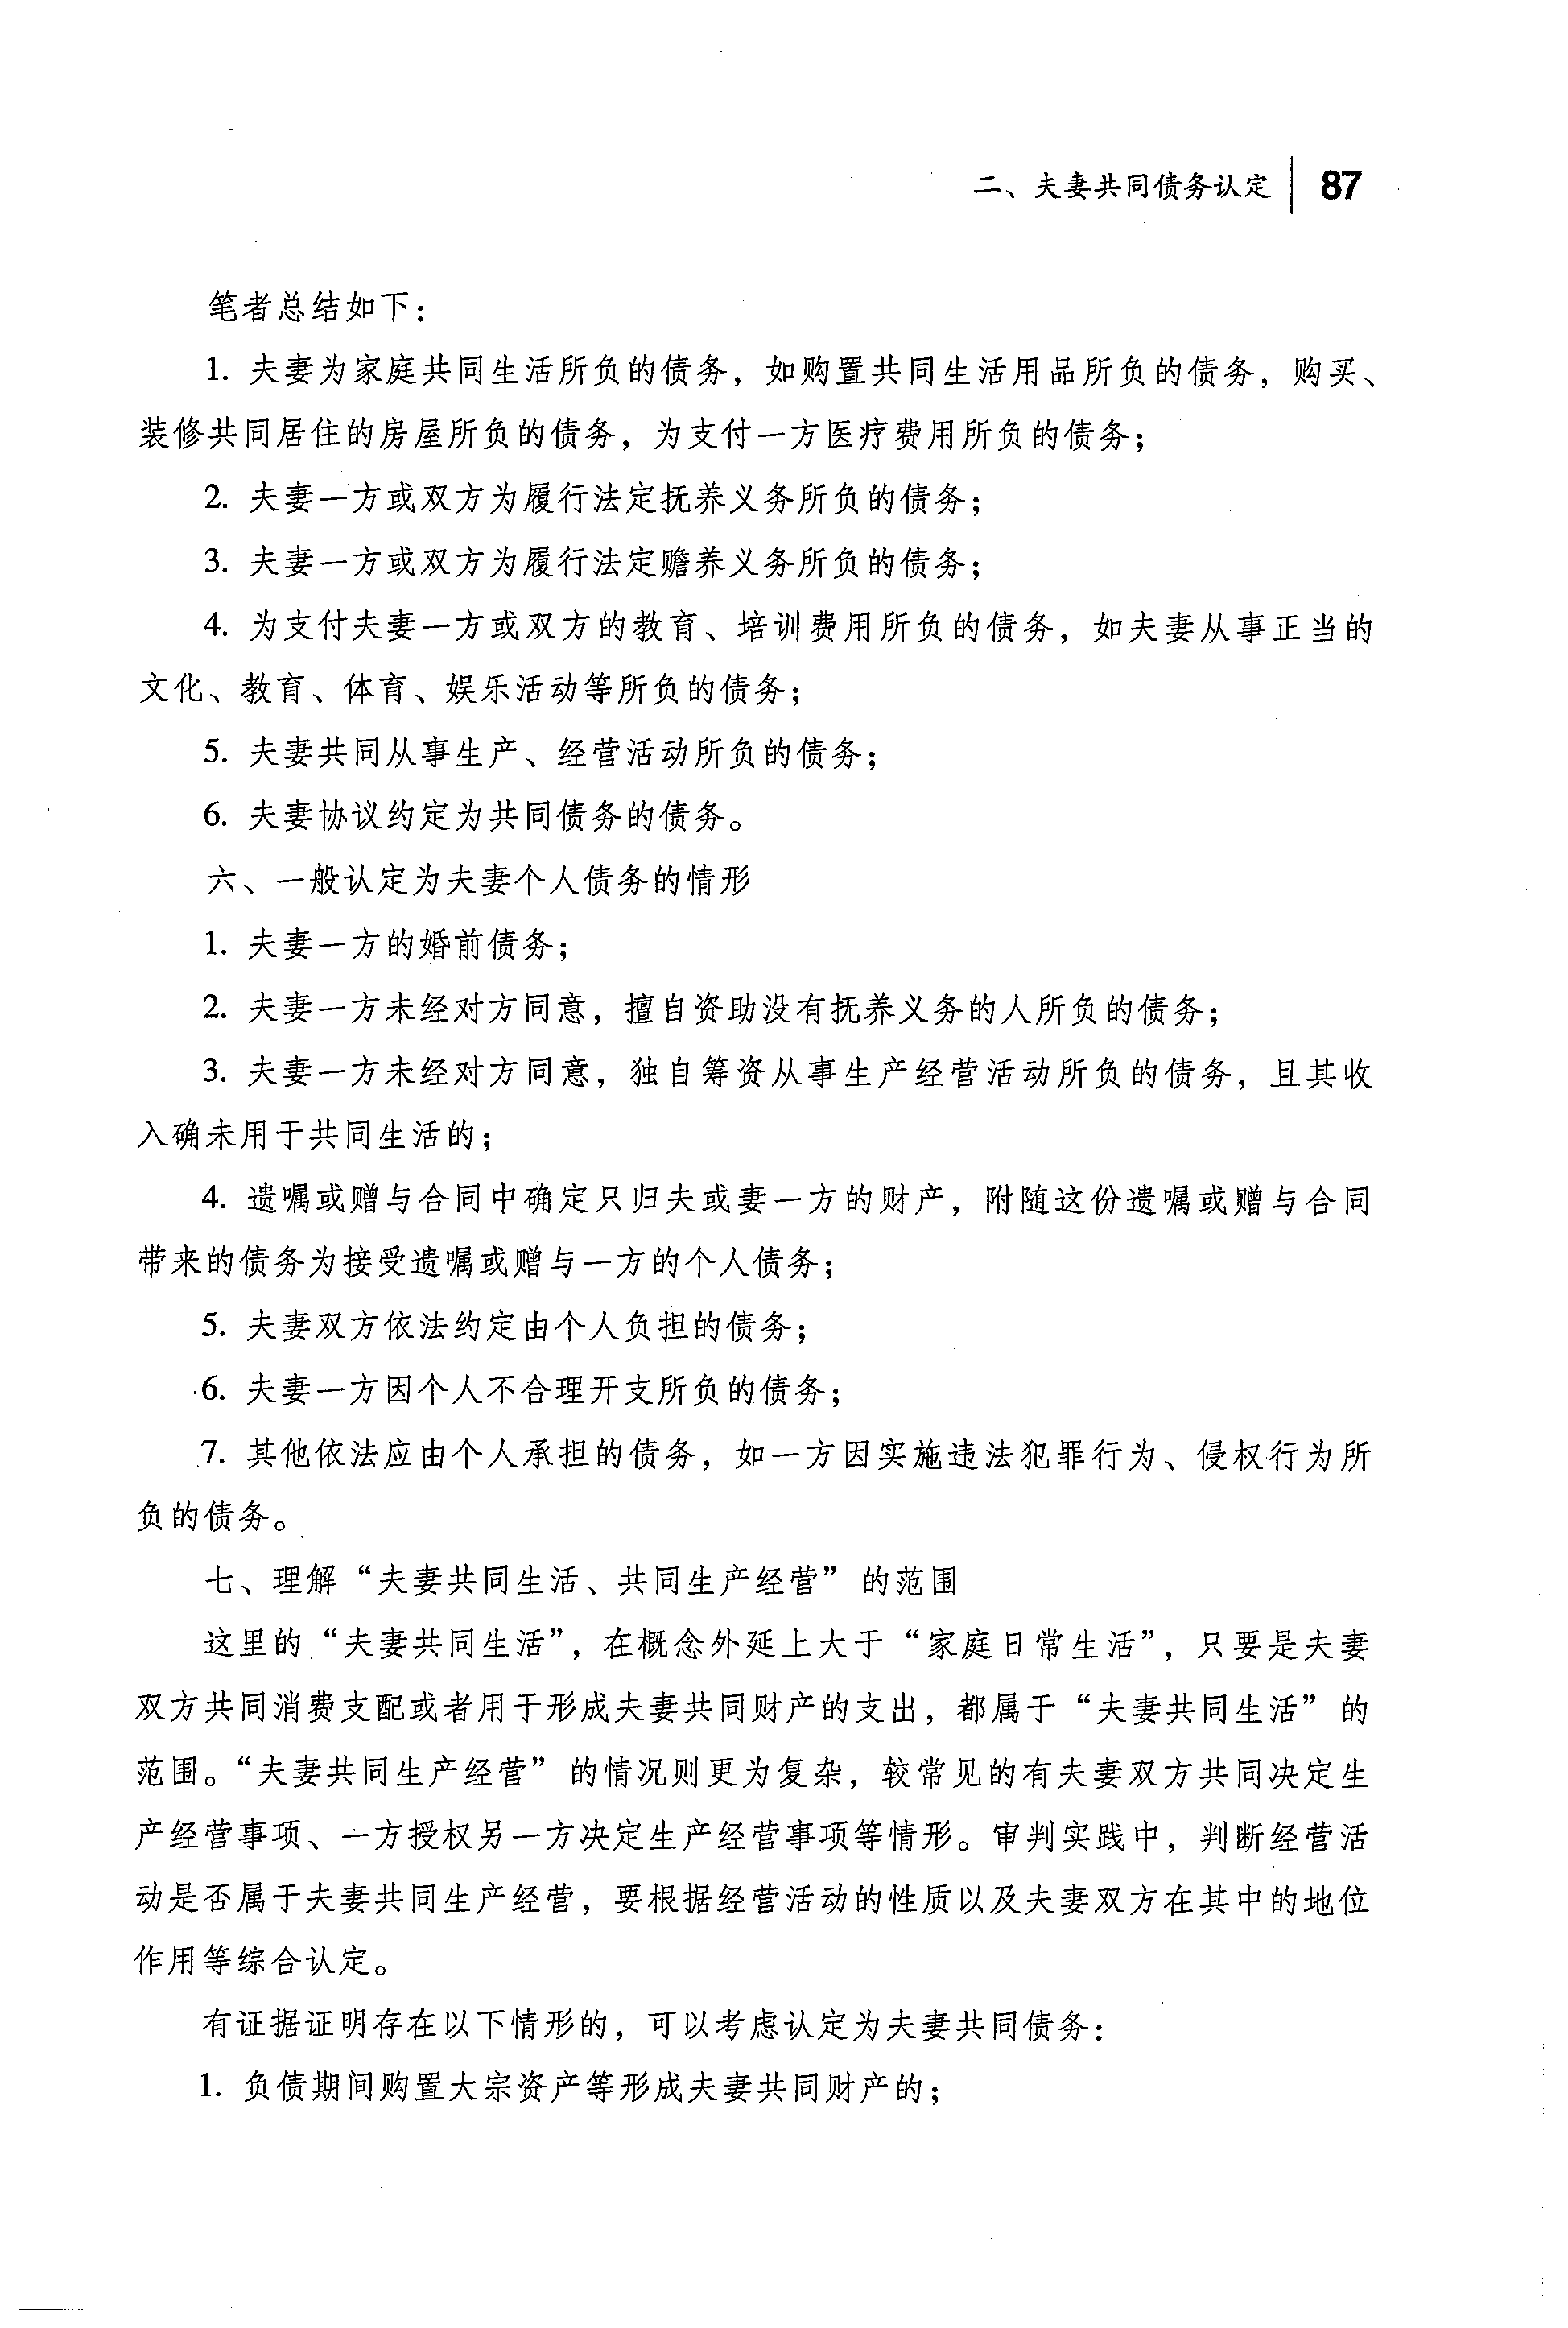 二、夫妻共同债务认定 87
笔者总结如下：
1. 夫妻为家庭共同生活所负的债务，如购置共同生活用品所负的债务，购买、
装修共同居住的房屋所负的债务，为支付一方医疗费用所负的债务；
2. 夫妻一方或双方为履行法定抚养义务所负的债务；
3. 夫妻一方或双方为履行法定赡养义务所负的债务；
4. 为支付夫妻一方或双方的教育、培训费用所负的债务，如夫妻从事正当的
文化、教育、体育、娱乐活动等所负的债务；
5. 夫妻共同从事生产、经营活动所负的债务；
6. 夫妻协议约定为共同债务的债务。
六、一般认定为夫妻个人债务的情形
1. 夫妻一方的婚前债务；
2. 夫妻一方未经对方同意，擅自资助没有抚养义务的人所负的债务；
3. 夫妻一方未经对方同意，独自筹资从事生产经营活动所负的债务，且其收
入确未用于共同生活的；
4. 遗嘱或赠与合同中确定只归夫或妻一方的财产，附随这份遗嘱或赠与合同
带来的债务为接受遗嘱或赠与一方的个人债务；
5. 夫妻双方依法约定由个人负担的债务；
6. 夫妻一方因个人不合理开支所负的债务；
7. 其他依法应由个人承担的债务，如一方因实施违法犯罪行为、侵权行为所
负的债务。
七、理解“夫妻共同生活、共同生产经营”的范围
这里的“夫妻共同生活”，在概念外延上大于“家庭日常生活”，只要是夫妻
双方共同消费支配或者用于形成夫妻共同财产的支出，都属于“夫妻共同生活”的
范围。“夫妻共同生产经营”的情况则更为复杂，较常见的有夫妻双方共同决定生
产经营事项、一方授权另一方决定生产经营事项等情形。审判实践中，判断经营活
动是否属于夫妻共同生产经营，要根据经营活动的性质以及夫妻双方在其中的地位
作用等综合认定。
有证据证明存在以下情形的，可以考虑认定为夫妻共同债务：
1. 负债期间购置大宗资产等形成夫妻共同财产的；